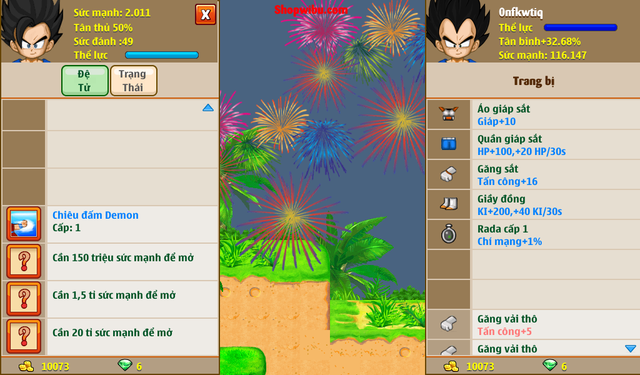 Sức mạnh: 2.011
Tân thủ 50%
Sức đánh :49
Thể lực
Đệ
Tử
Trạng
Thái
Chiêu đấm Demon
Cấp: 1
Cần 150 triệu sức mạnh để mở
Cần 1,5 tỉ sức mạnh để mở
Cần 20 tỉ sức mạnh để mở
10073
6
Shopwibu.com
0nfkwtiq
Thể lực
Tân binh+32.68%
Sức mạnh: 116.147
Trang bị
Áo giáp sắt
Giáp+10
Quần giáp sắt
HP+100,+20 HP/30s
Găng sắt
Tấn công+16
Giầy đồng
KI+200,+40 KI/30s
Rada cấp 1
Chí mạng+1%
Găng vải thô
Tấn công+5
Găng vải thô
10073
6